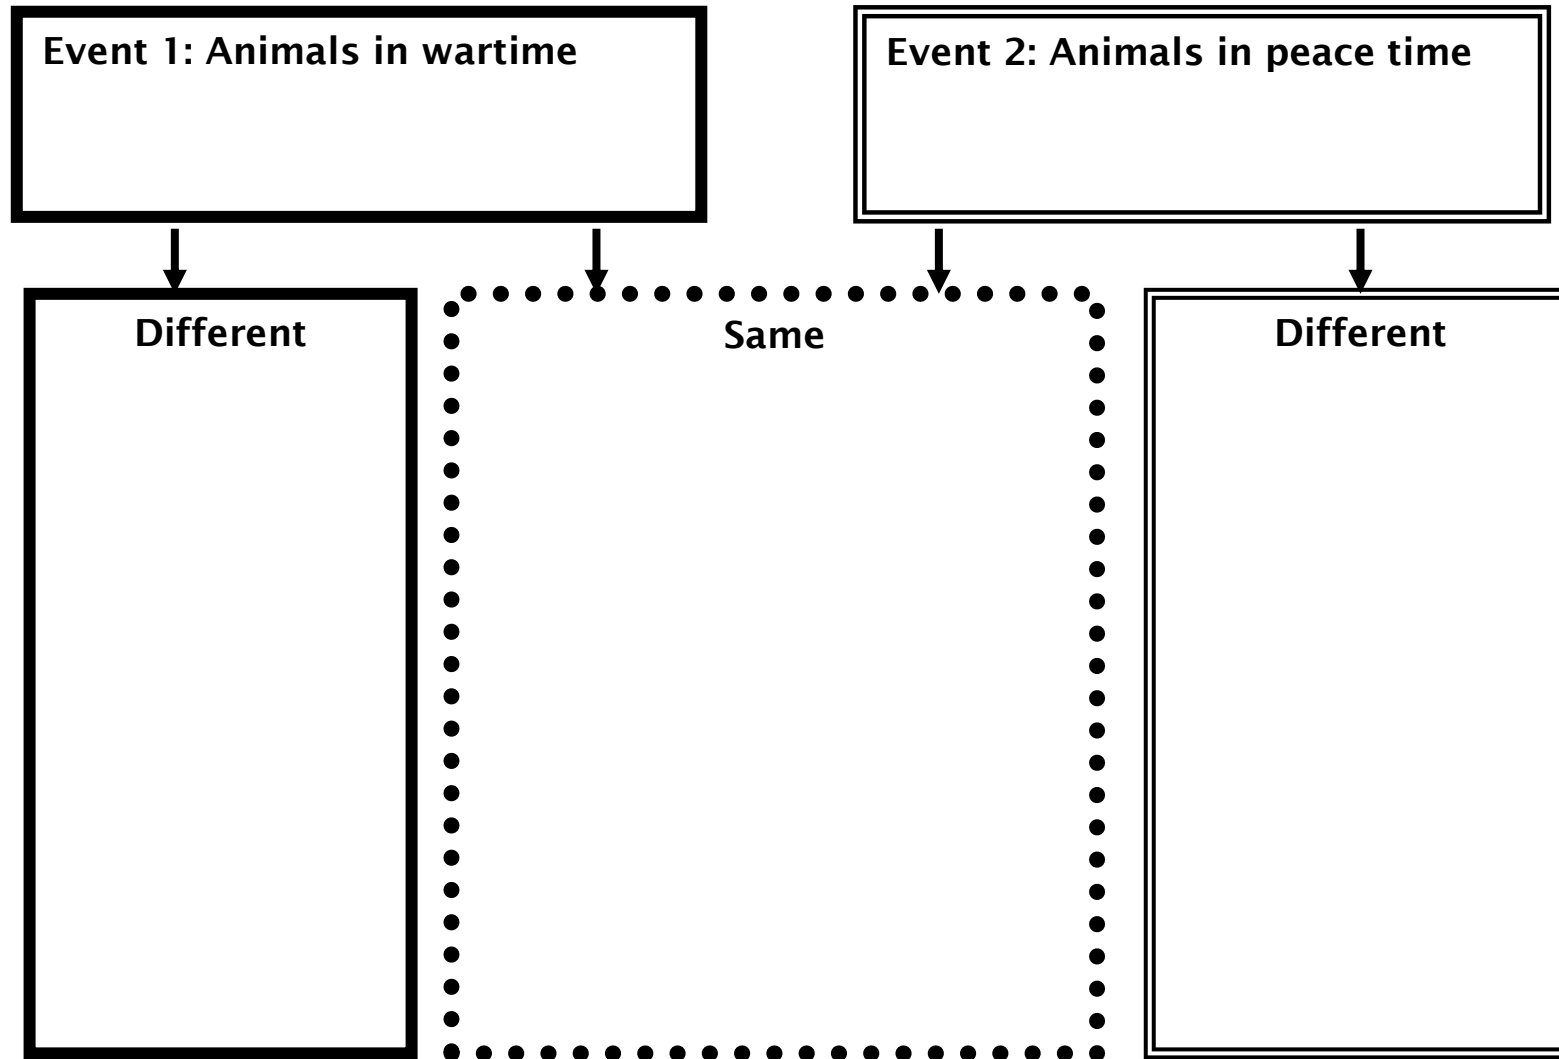 Event 1: Animals in wartime
Event 2: Animals in peace time
Different
Same
Different